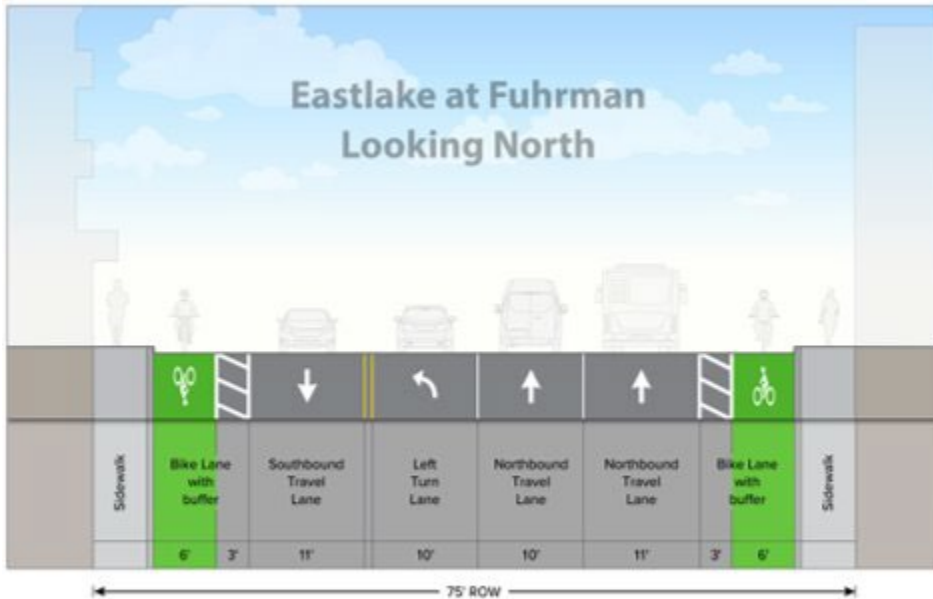 Eastlake at Fuhrman
Looking North
Sidewalk
Bike Lane
with
buffer
Southbound
Travel
Lane
Left
Turn
Lane
Northbound
Travel
Lane
Northbound
Travel
Lane
Bike Lane
with
buffer
Sidewalk
6' 3' 11' 10' 10' 11' 3' 6'
75' ROW